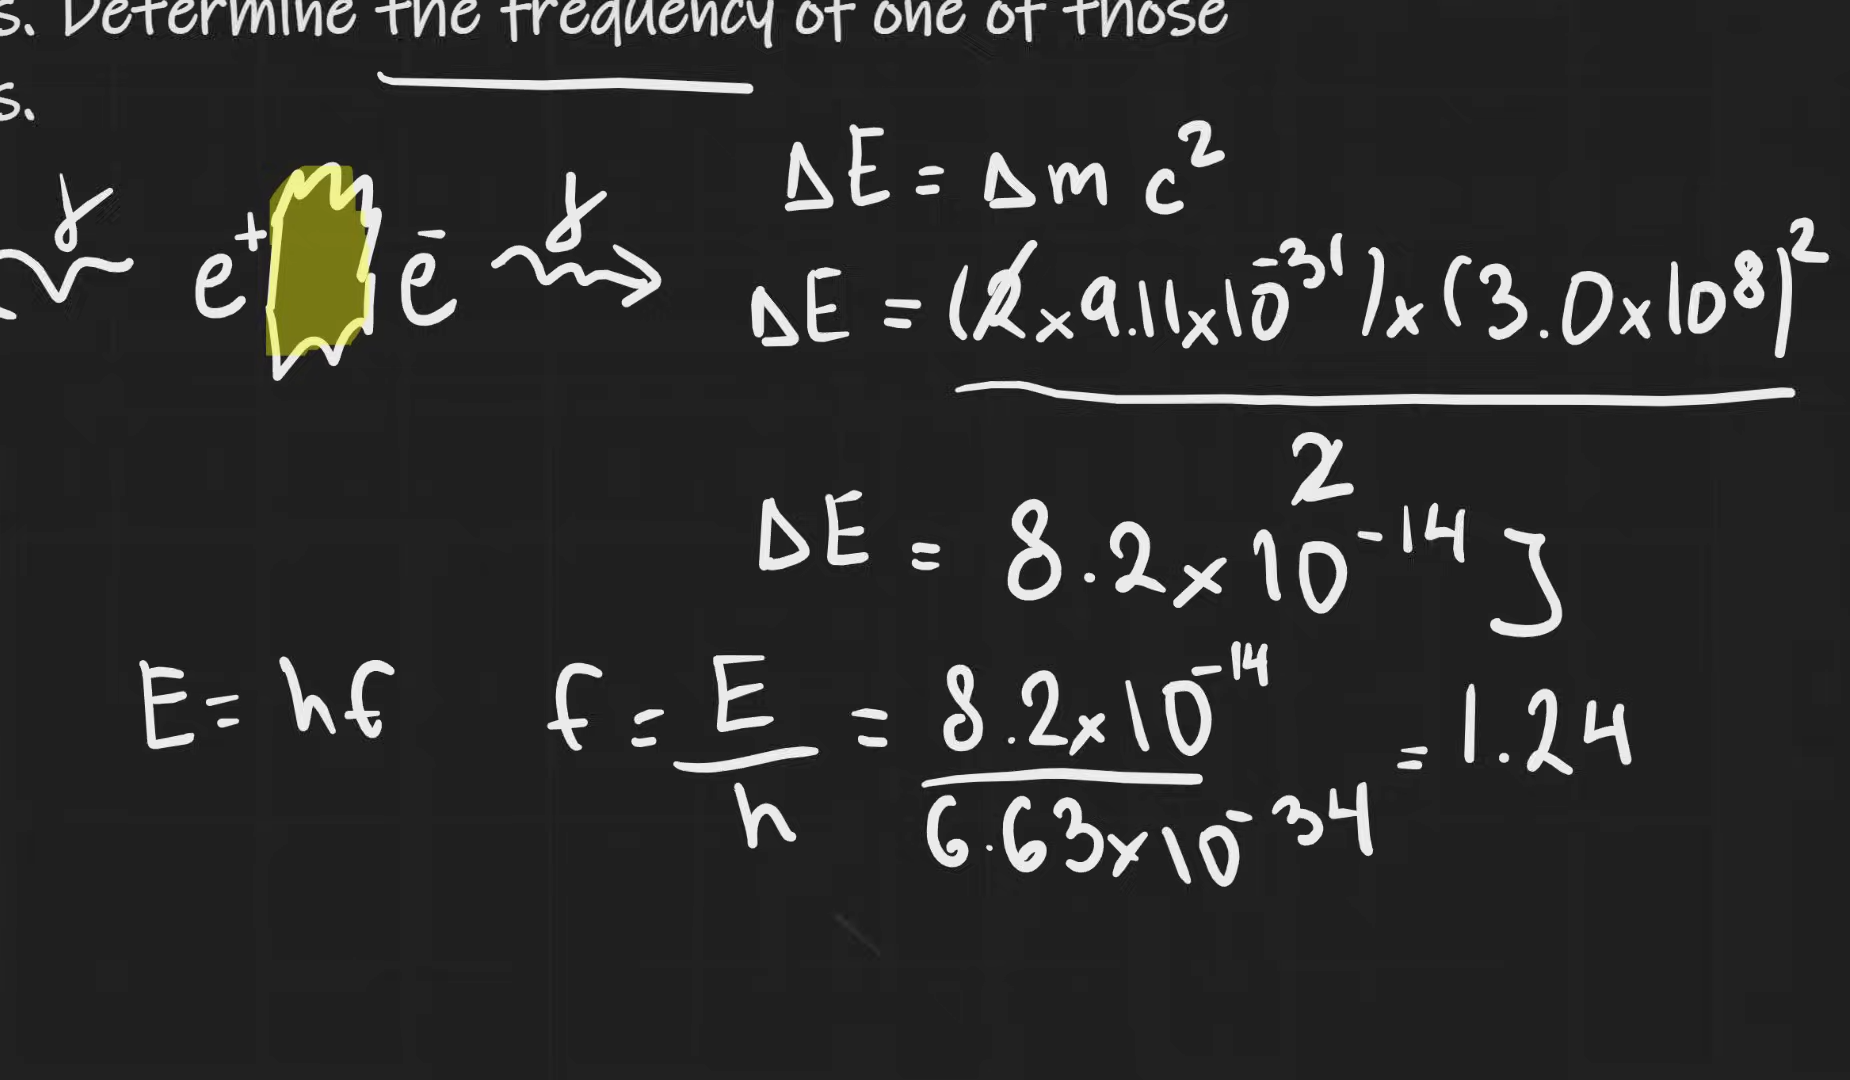 s. Determine the frequency of one of those
s.
γ e⁺ e⁻ γ
ΔE = Δm c²
ΔE = (2×9.11×10⁻³¹)×(3.0×10⁸)²
2
ΔE = 8.2×10⁻¹⁴ J
E = hf f = E/h = 8.2×10⁻¹⁴/6.63×10⁻³⁴ = 1.24